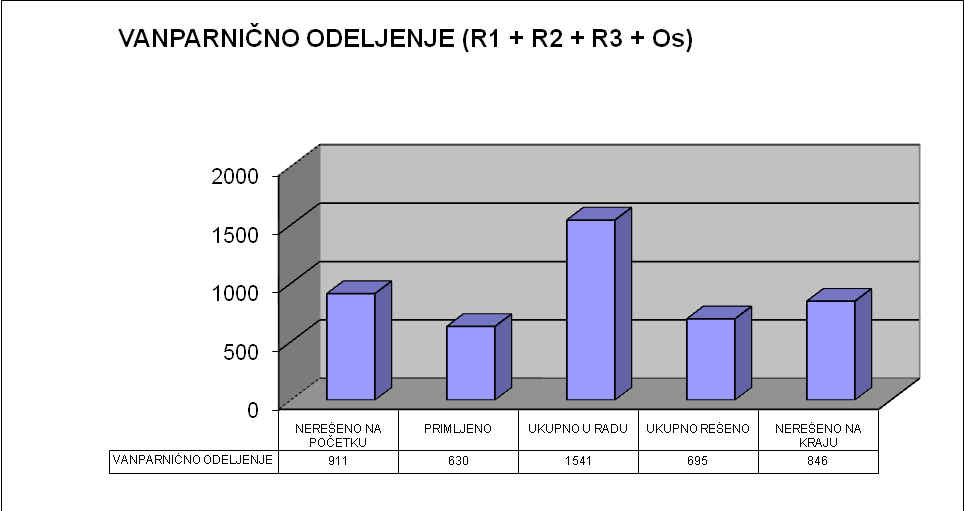 VANPARNIČNO ODELJENJE (R1 + R2 + R3 + Os)
2000
1500
1000
500
0
NEREŠENO NA POČETKU
PRIMLJENO
UKUPNO U RADU
UKUPNO REŠENO
NEREŠENO NA KRAJU
VANPARNIČNO ODELJENJE 911 630 1541 695 846